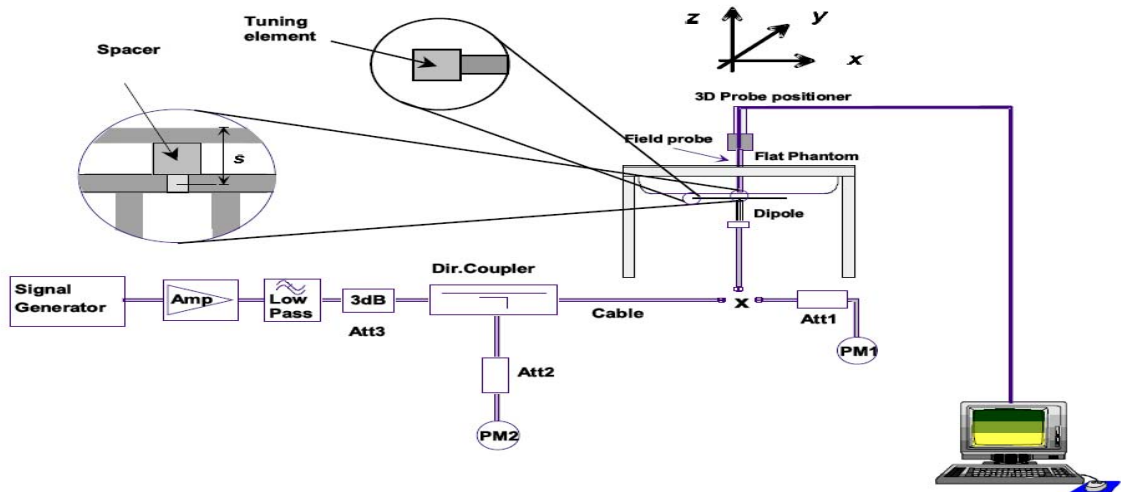 Tuning
element
Spacer
s
z
y
x
3D Probe positioner
Field probe
Flat Phantom
Dipole
Dir.Coupler
Signal
Generator
Amp
Low
Pass
3dB
Att3
Cable
x
Att1
PM1
Att2
PM2